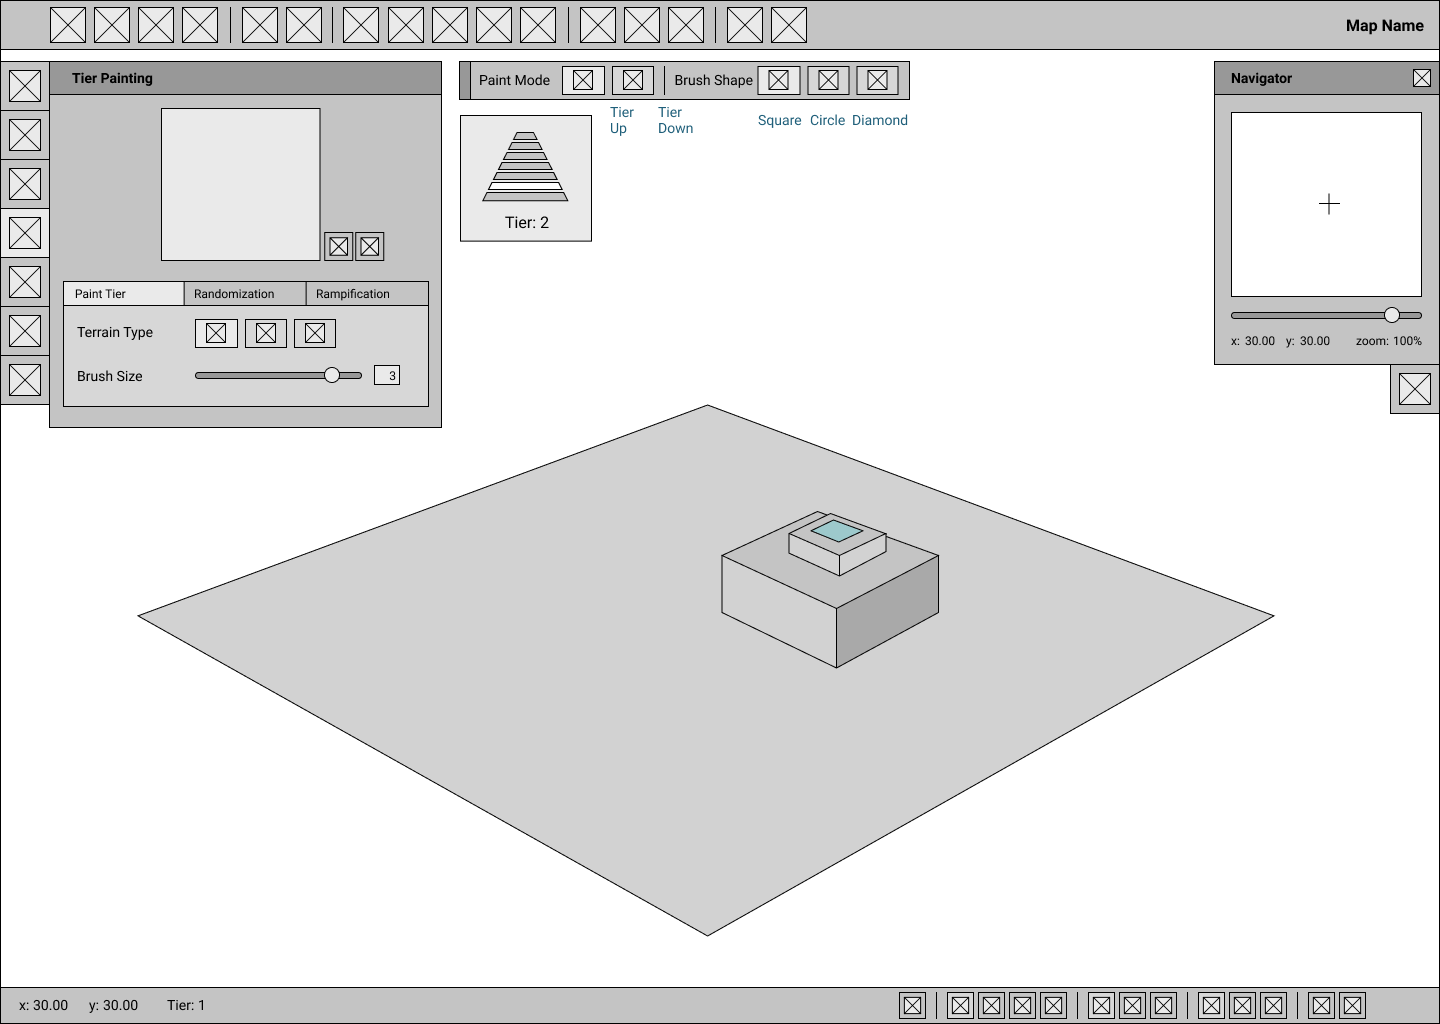 Map Name
Tier Painting
Paint Mode
Brush Shape
Navigator
Tier
Up
Tier
Down
Square Circle Diamond
Tier: 2
Paint Tier
Randomization
Rampification
Terrain Type
Brush Size
3
x: 30.00 y: 30.00 zoom: 100%
x: 30.00 y: 30.00 Tier: 1